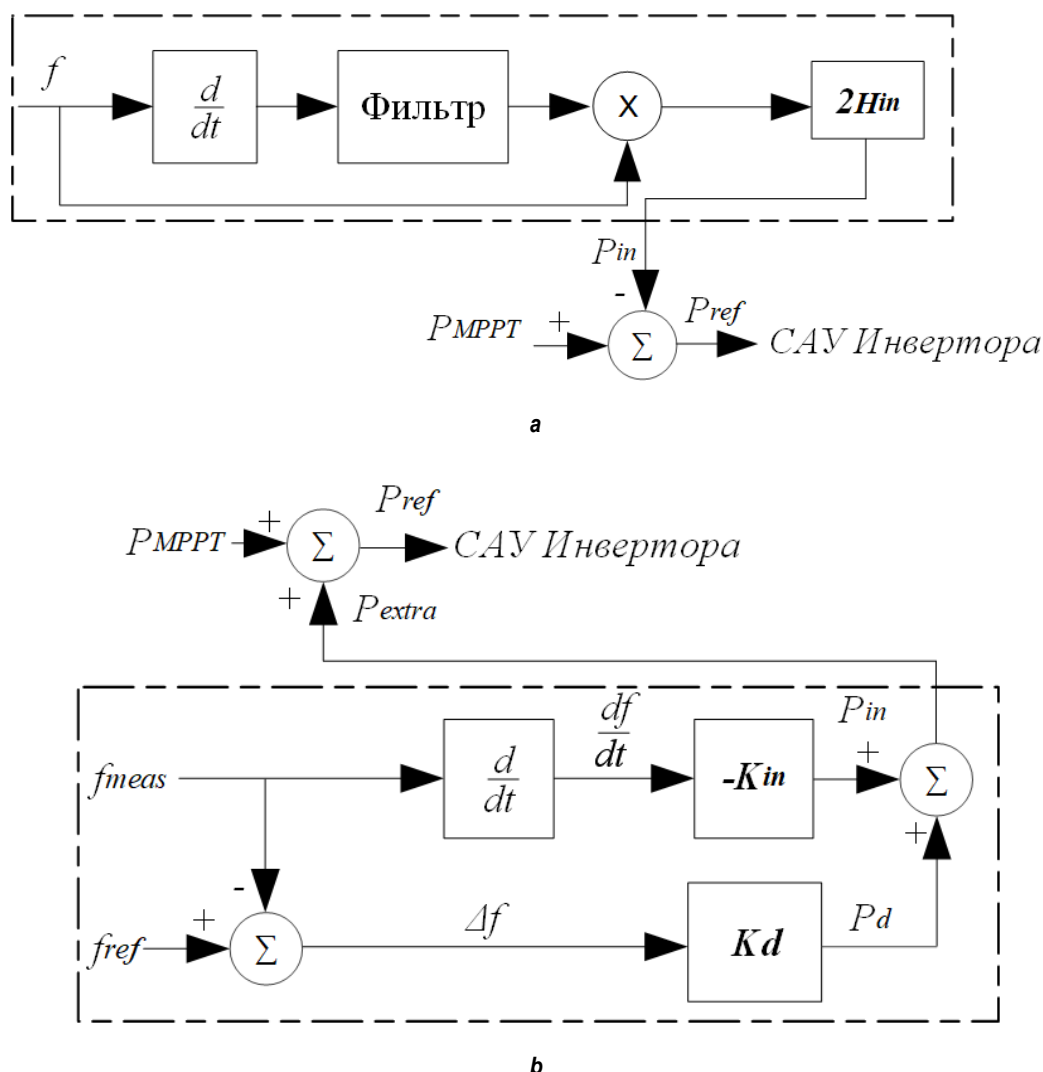 f
d
dt
Фильтр
X
2Hin
Pin
-
PMPPT
+
Σ
Pref
САУ Инвертора
a
PMPPT
+
Σ
Pref
САУ Инвертора
+
Pextra
fmeas
d
dt
df
dt
-Kin
Pin
+
Σ
+
-
fref
+
Σ
Δf
Kd
Pd
b